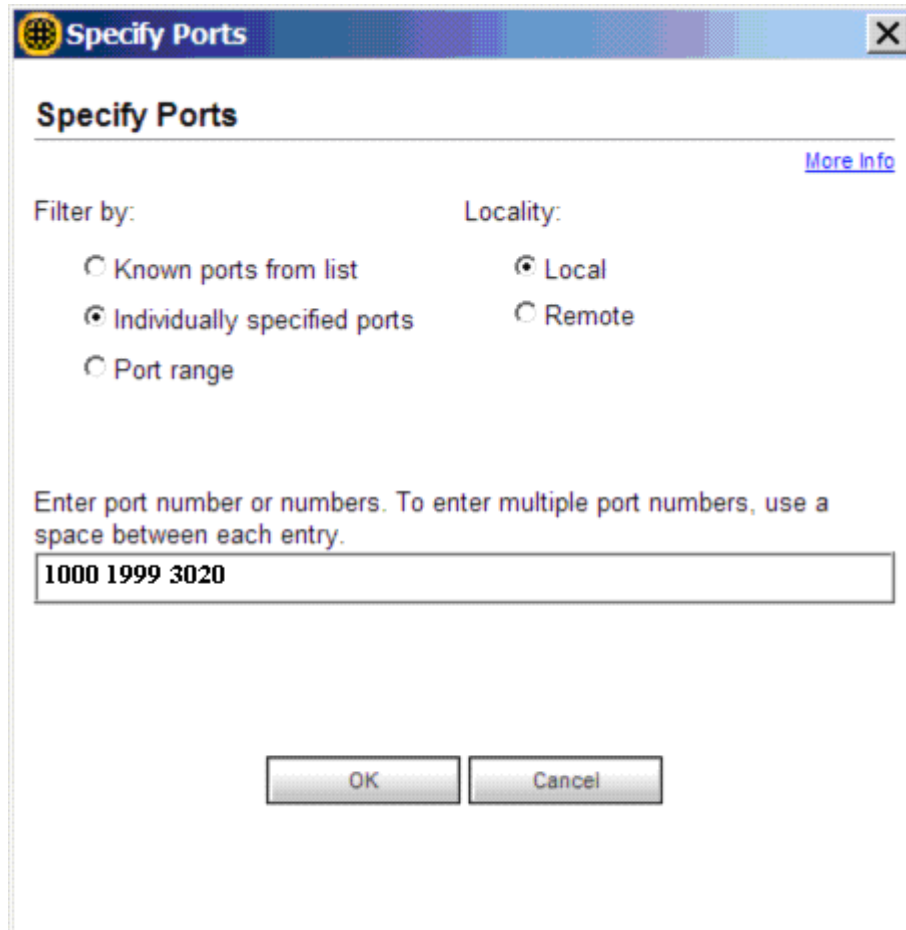 Specify Ports
Specify Ports
More Info
Filter by:
Locality:
Known ports from list
Individually specified ports
Port range
Local
Remote
Enter port number or numbers. To enter multiple port numbers, use a
space between each entry.
1000 1999 3020
OK
Cancel